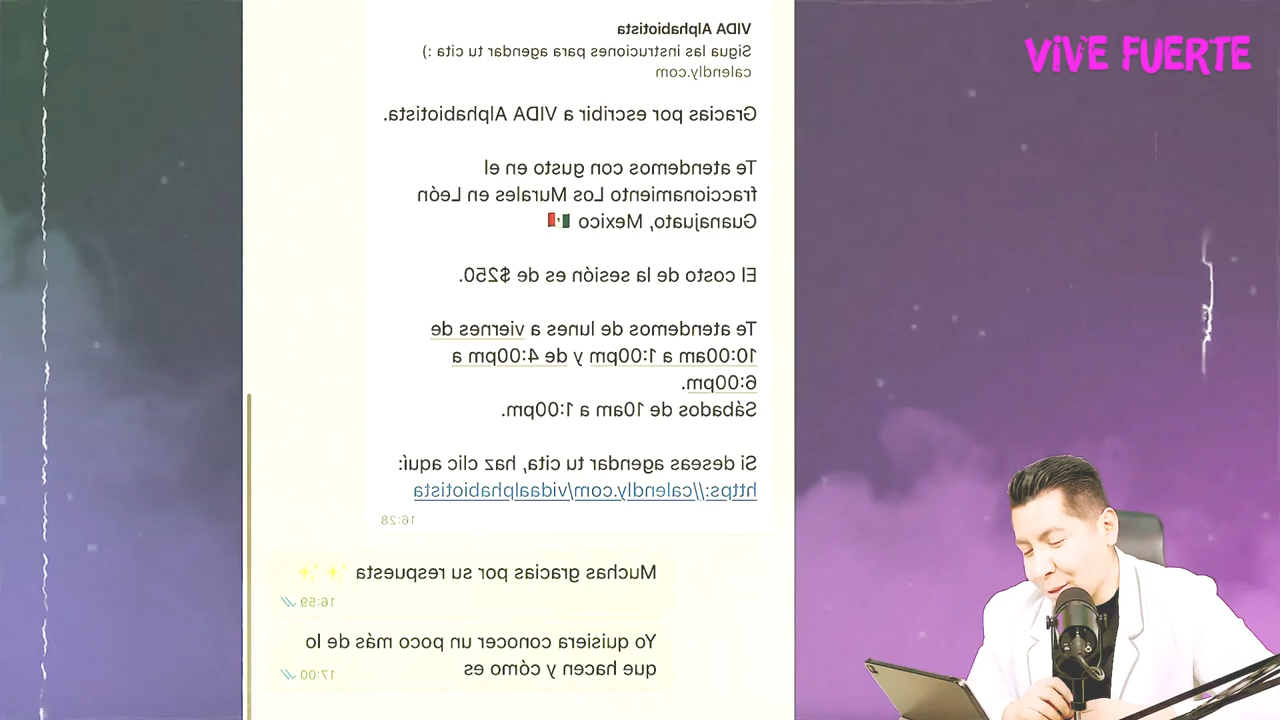 VIVE FUERTE
VIDA Alphabiotista
Sigua las instruciones para agendar tu cita :)
calendly.com
Gracias por escribir a VIDA Alphabiotista.
Te atendemos con gusto en el
fraccionamiento Los Murales en León
Guanajuato, Mexico 🇲🇽
El costo de la sesión es de $250.
Te atendemos de lunes a viernes de
10:00am a 1:00pm y de 4:00pm a
6:00pm.
Sábados de 10am a 1:00pm.
Si deseas agendar tu cita, haz clic aquí:
https://calendly.com/vidaalphabiotista
16:28
Muchas gracias por su respuesta ✨✨
16:59
Yo quisiera conocer un poco más de lo
que hacen y cómo es
17:00